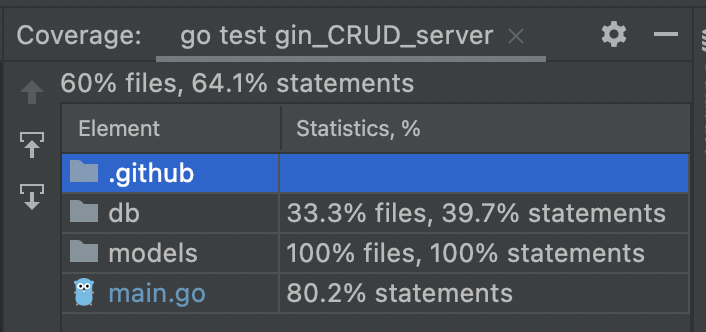 Coverage: go test gin_CRUD_server
60% files, 64.1% statements
Element Statistics, %
.github
db 33.3% files, 39.7% statements
models 100% files, 100% statements
main.go 80.2% statements